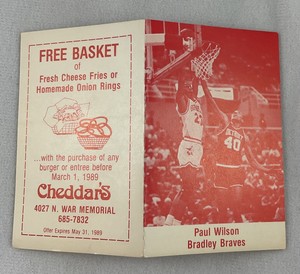 FREE BASKET
of
Fresh Cheese Fries or
Homemade Onion Rings
...with the purchase of any
burger or entree before
March 1, 1989
Cheddar's
4027 N. WAR MEMORIAL
685-7832
Offer Expires May 31, 1989
40
Paul Wilson
Bradley Braves